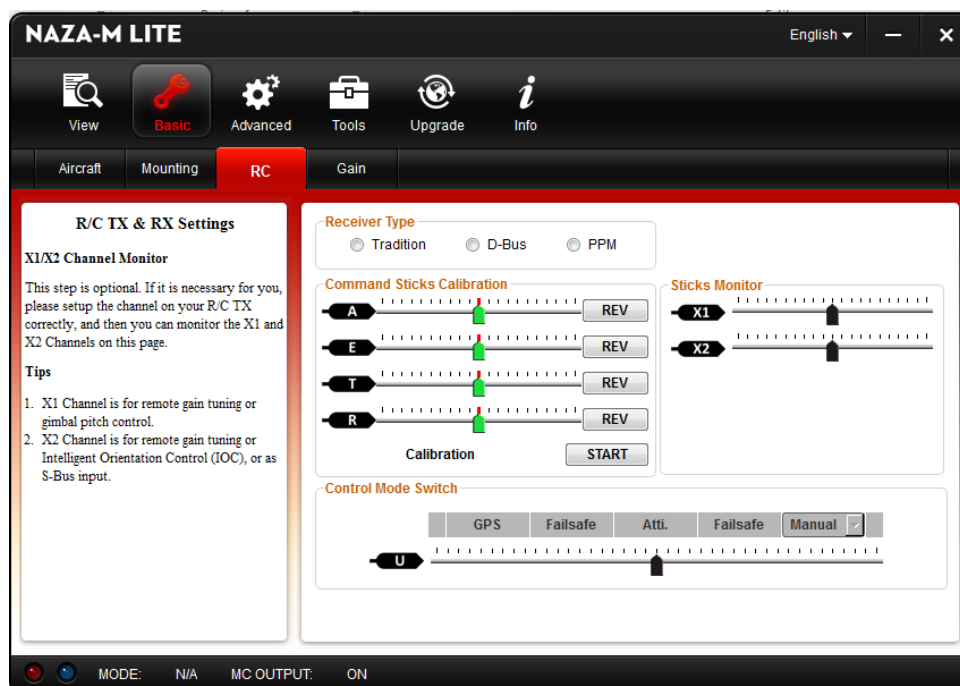 NAZA-M LITE
English
View
Basic
Advanced
Tools
Upgrade
Info
Aircraft
Mounting
RC
Gain
R/C TX & RX Settings
X1/X2 Channel Monitor
This step is optional. If it is necessary for you,
please setup the channel on your R/C TX
correctly, and then you can monitor the X1 and
X2 Channels on this page.
Tips
1. X1 Channel is for remote gain tuning or
gimbal pitch control.
2. X2 Channel is for remote gain tuning or
Intelligent Orientation Control (IOC), or as
S-Bus input.
Receiver Type
Tradition
D-Bus
PPM
Command Sticks Calibration
A
REV
E
REV
T
REV
R
REV
Calibration
START
Sticks Monitor
X1
X2
Control Mode Switch
GPS
Failsafe
Atti.
Failsafe
Manual
U
MODE: N/A MC OUTPUT: ON